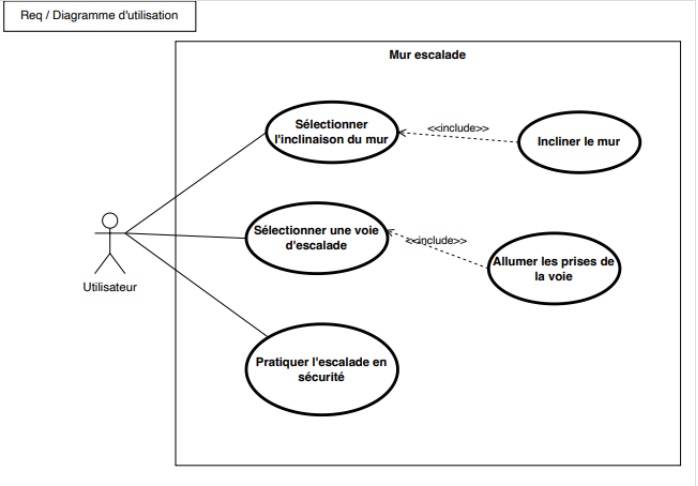 Req / Diagramme d'utilisation
Mur escalade
Sélectionner
l'inclinaison du mur
<<include>>
Incliner le mur
Sélectionner une voie
d'escalade
<<include>>
Allumer les prises de
la voie
Utilisateur
Pratiquer l'escalade en
sécurité